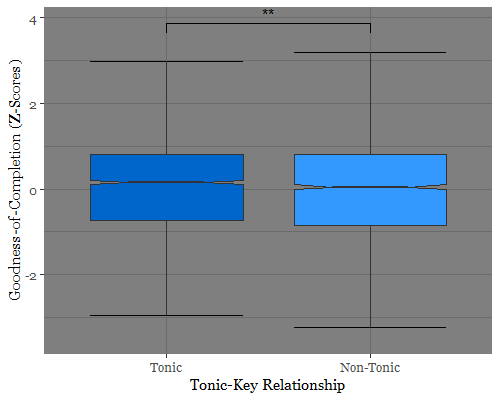 **
4
2
0
-2
Goodness-of-Completion (Z-Scores)
Tonic
Non-Tonic
Tonic-Key Relationship